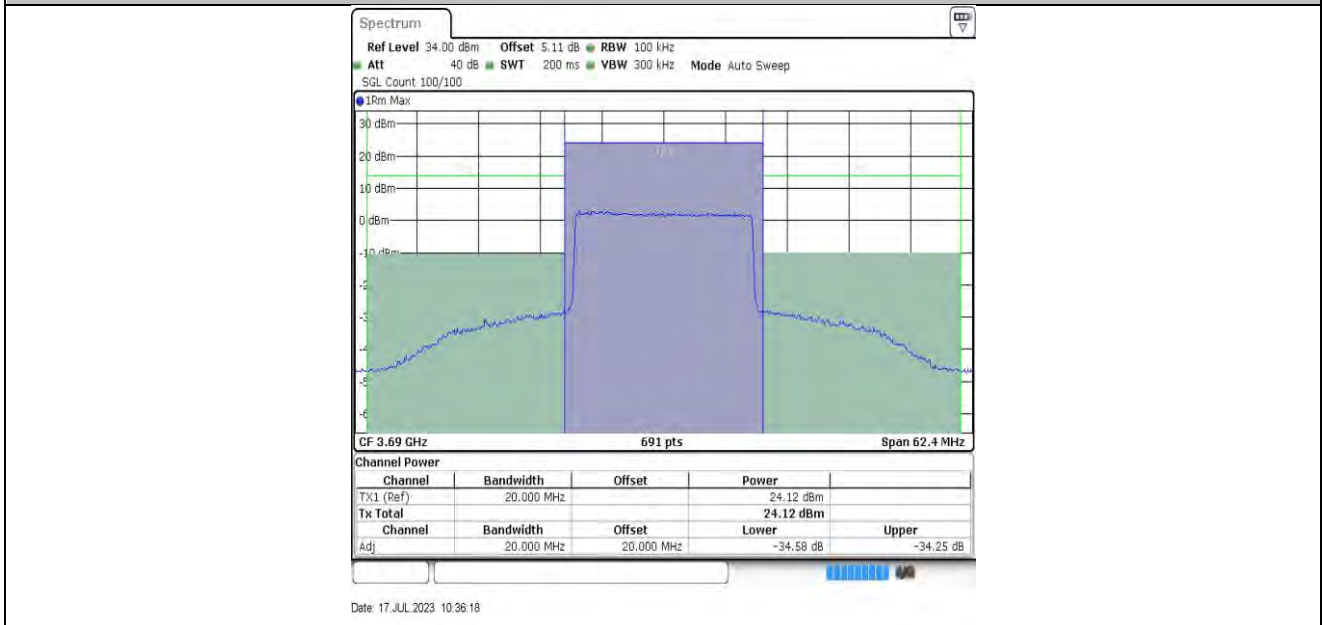 Spectrum
Ref Level 34.00 dBm Offset 5.11 dB RBW 100 kHz
Att 40 dB SWT 200 ms VBW 300 kHz Mode Auto Sweep
SGL Count 100/100
1Rm Max
30 dBm
20 dBm
10 dBm
0 dBm
-10 dBm
CF 3.69 GHz 691 pts Span 62.4 MHz
Channel Power
Channel Bandwidth Offset Power
TX1 (Ref) 20.000 MHz 24.12 dBm
Tx Total 24.12 dBm
Channel Bandwidth Offset Lower Upper
Adj 20.000 MHz 20.000 MHz -34.58 dB -34.25 dB
Date: 17.JUL.2023 10:36:18